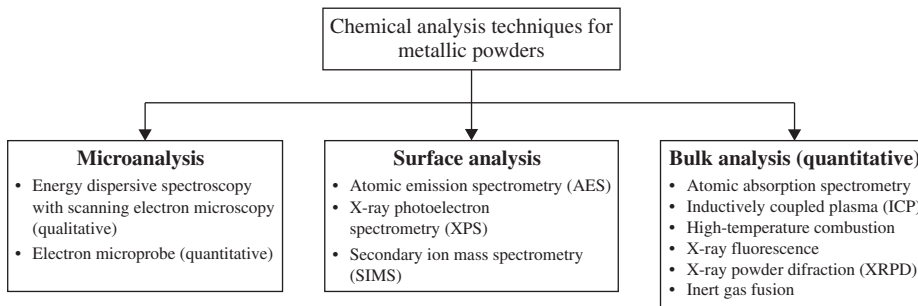 Chemical analysis techniques for
metallic powders
Microanalysis
• Energy dispersive spectroscopy
with scanning electron microscopy
(qualitative)
• Electron microprobe (quantitative)
Surface analysis
• Atomic emission spectrometry (AES)
• X-ray photoelectron
spectrometry (XPS)
• Secondary ion mass spectrometry
(SIMS)
Bulk analysis (quantitative)
• Atomic absorption spectrometry
• Inductively coupled plasma (ICP)
• High-temperature combustion
• X-ray fluorescence
• X-ray powder difraction (XRPD)
• Inert gas fusion